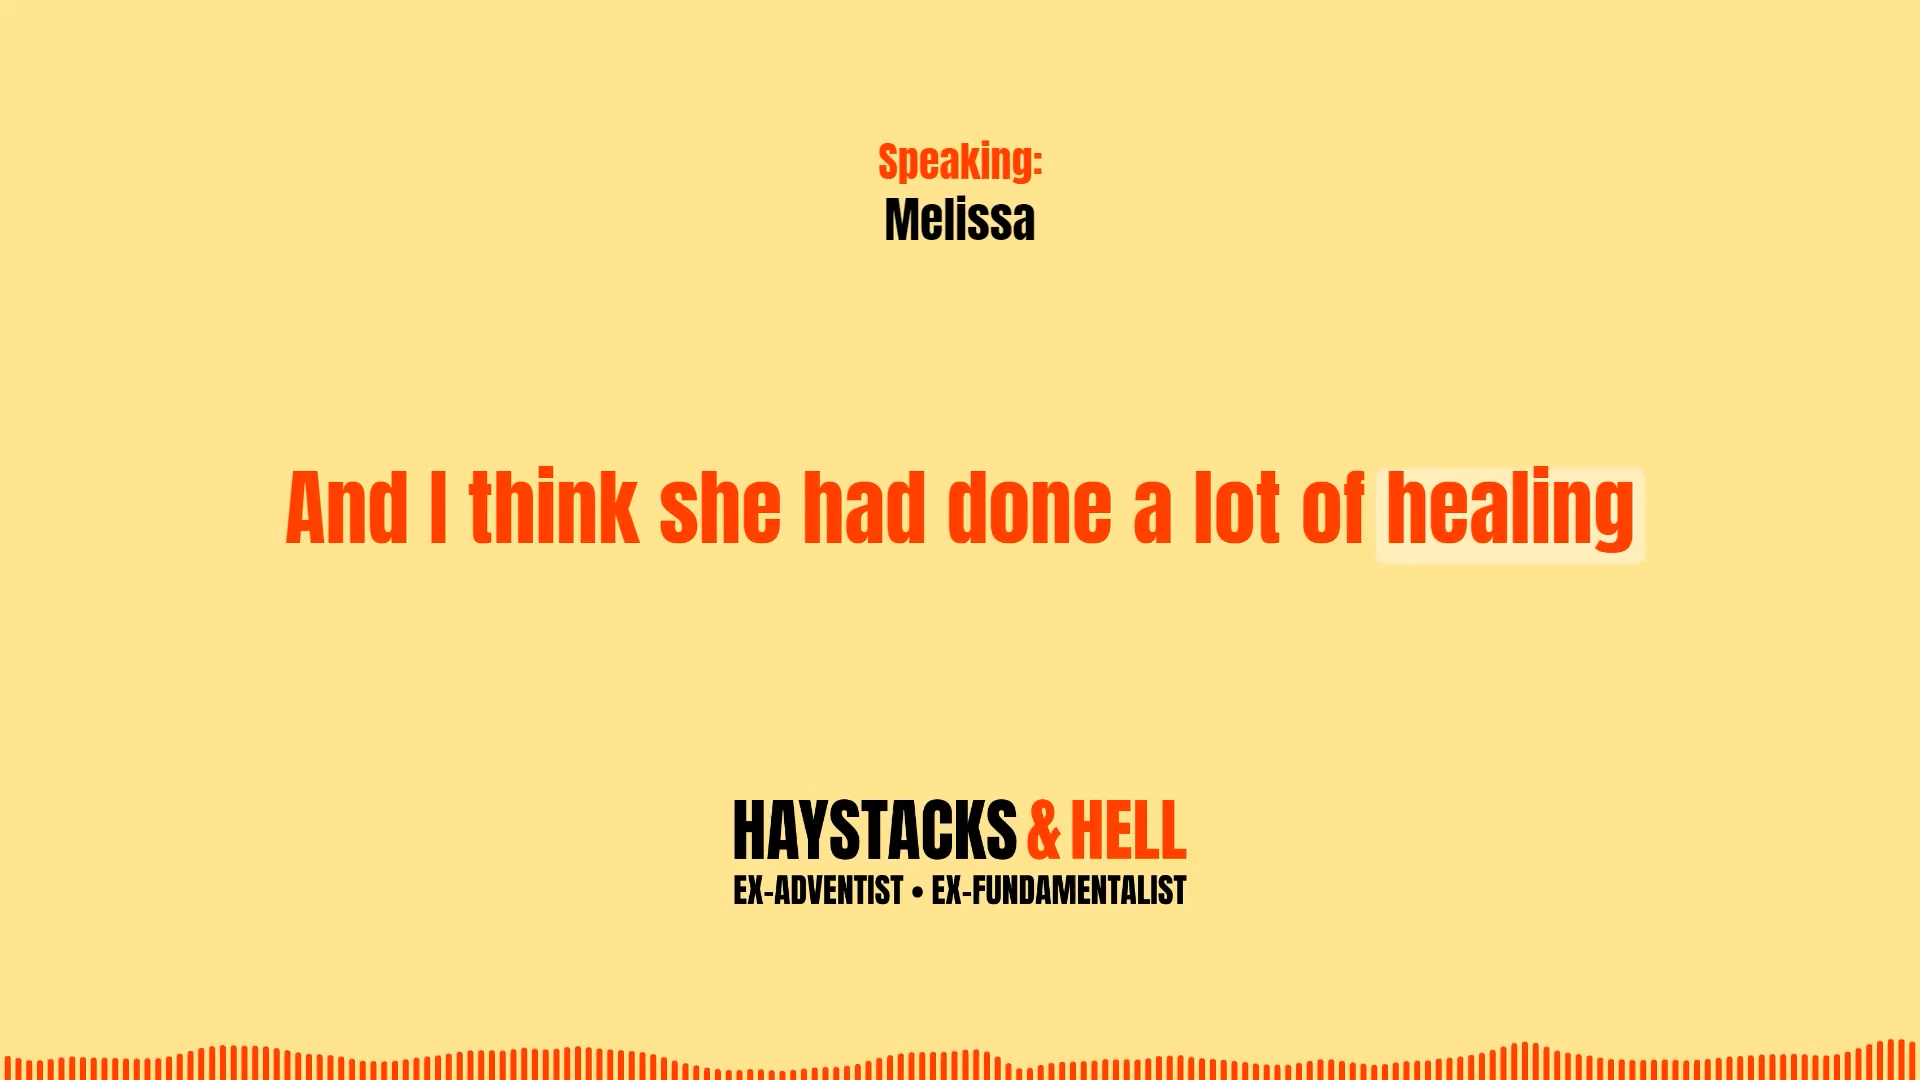 Speaking:
Melissa
And I think she had done a lot of healing
HAYSTACKS & HELL
EX-ADVENTIST • EX-FUNDAMENTALIST